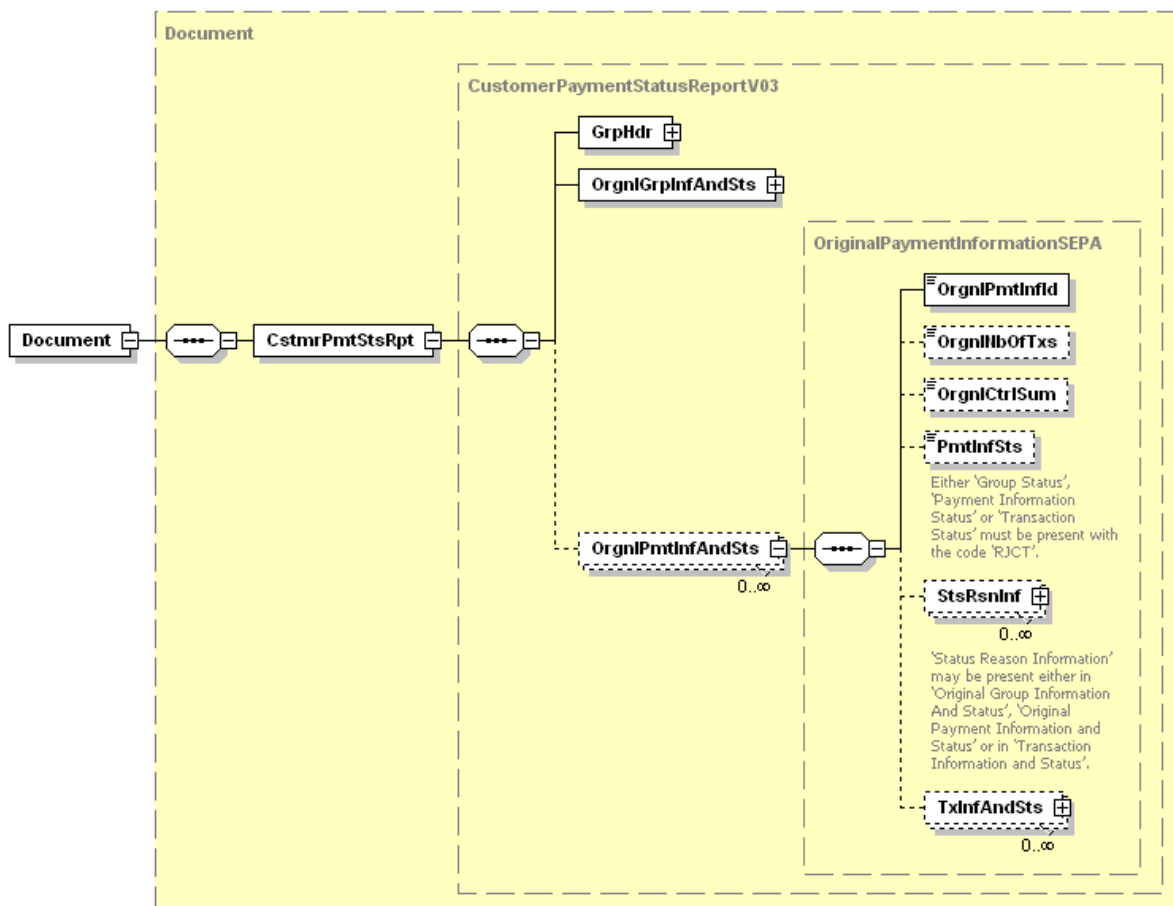 Document
CustomerPaymentStatusReportV03
GrpHdr
OrgnlGrpInfAndSts
OriginalPaymentInformationSEPA
OrgnlPmtInfId
Document
CstmrPmtStsRpt
OrgnlNbOfTxs
OrgnlCtrlSum
PmtInfSts
Either 'Group Status',
'Payment Information
Status' or 'Transaction
Status' must be present with
the code 'RJCT'.
OrgnlPmtInfAndSts
0..∞
StsRsnInf
0..∞
'Status Reason Information'
may be present either in
'Original Group Information
And Status', 'Original
Payment Information and
Status' or in 'Transaction
Information and Status'.
TxInfAndSts
0..∞